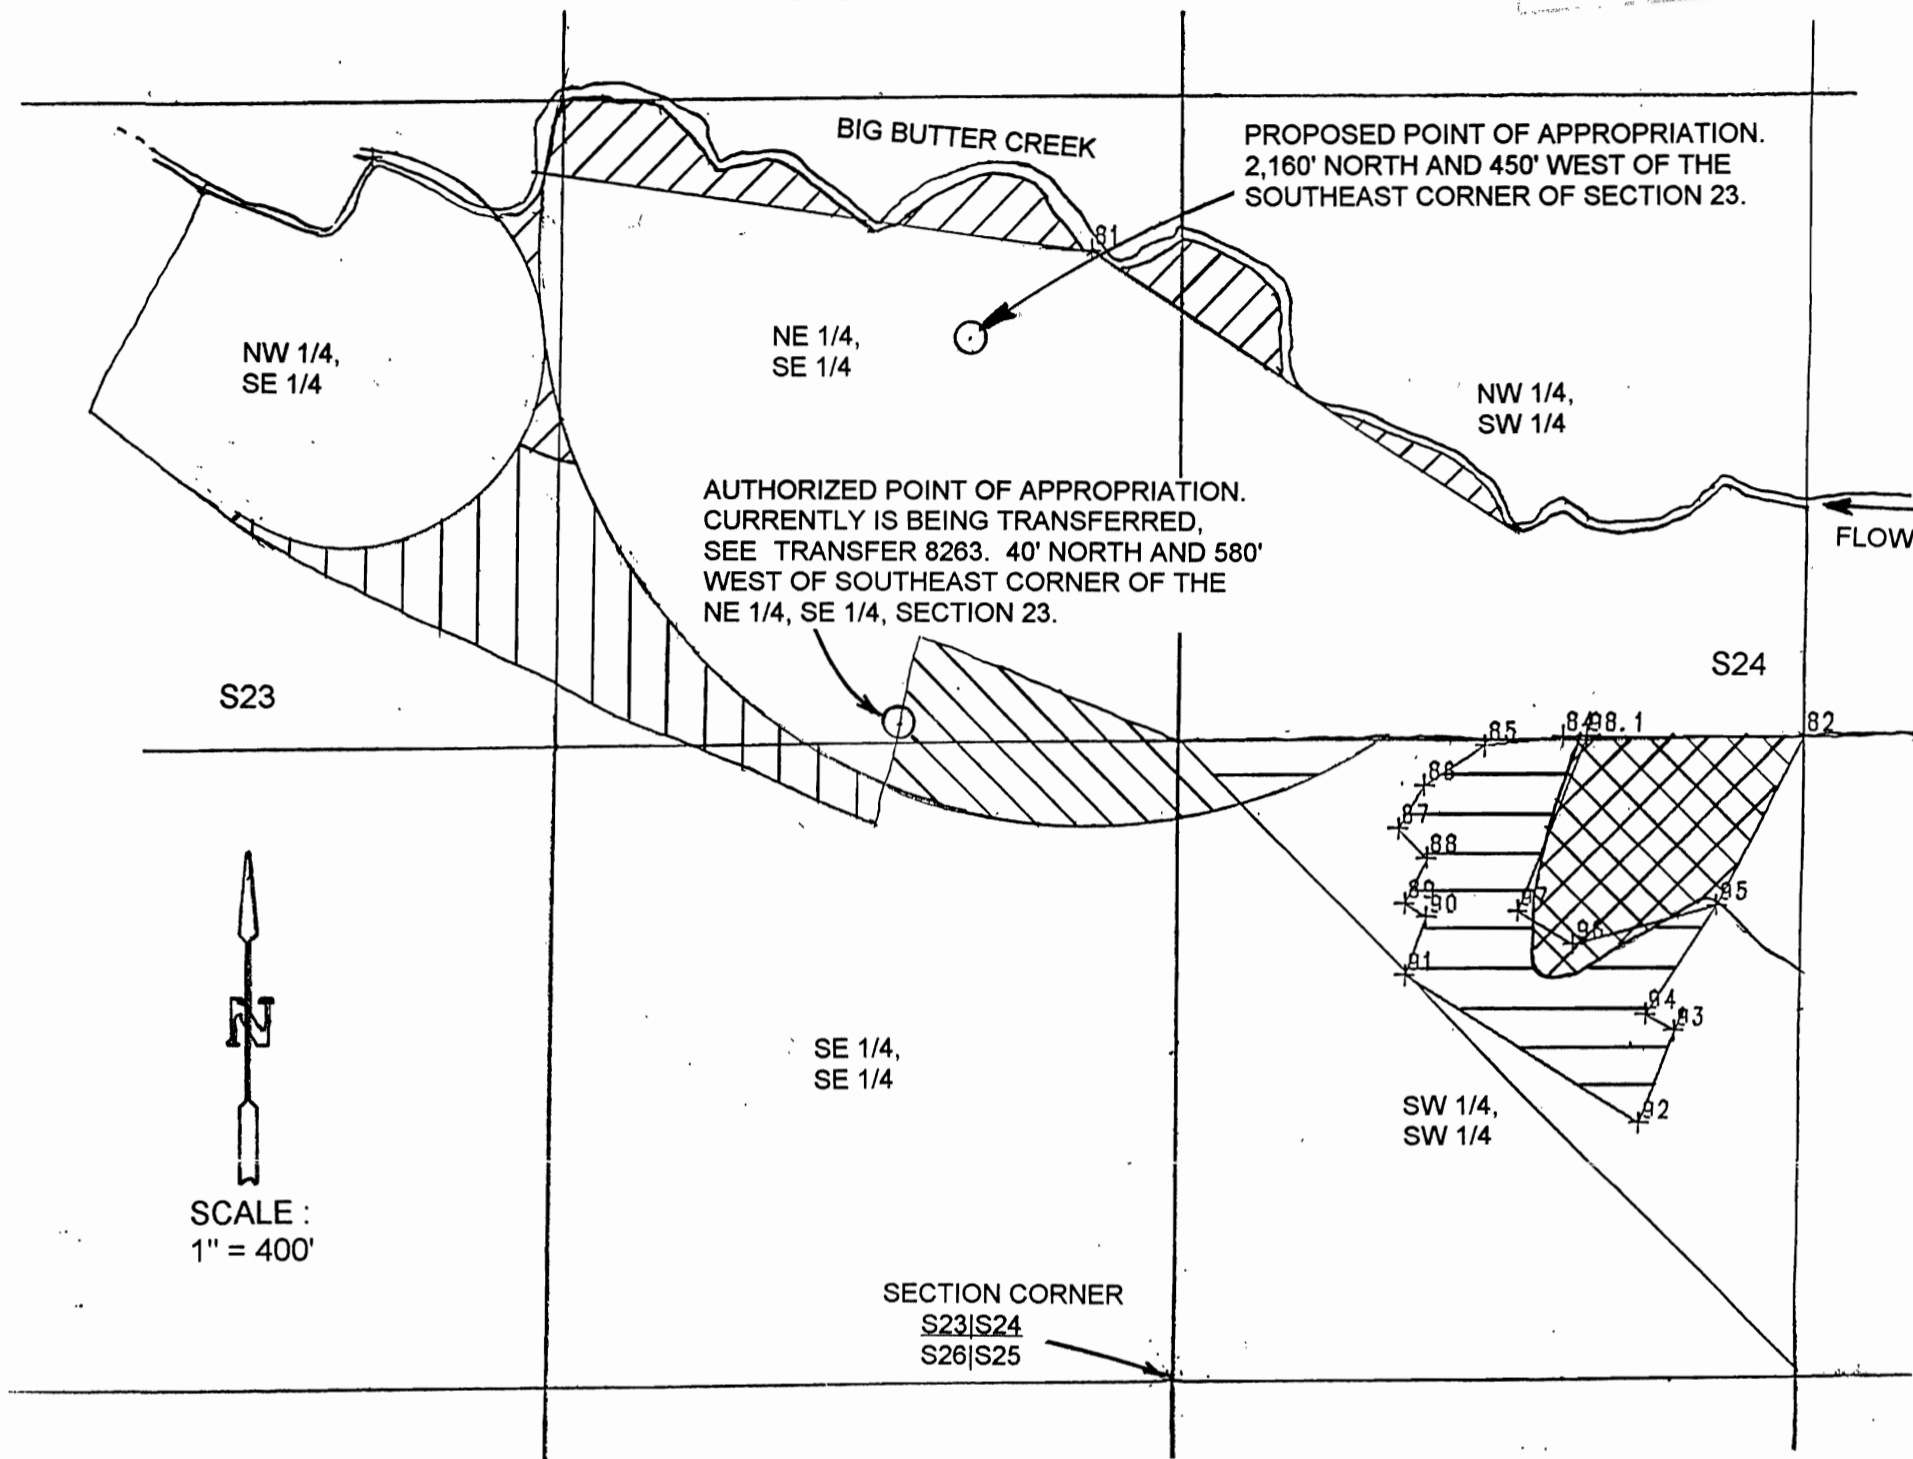 BIG BUTTER CREEK
PROPOSED POINT OF APPROPRIATION.
2,160' NORTH AND 450' WEST OF THE
SOUTHEAST CORNER OF SECTION 23.
81
NW 1/4,
SE 1/4
NE 1/4,
SE 1/4
NW 1/4,
SW 1/4
AUTHORIZED POINT OF APPROPRIATION.
CURRENTLY IS BEING TRANSFERRED,
SEE TRANSFER 8263. 40' NORTH AND 580'
WEST OF SOUTHEAST CORNER OF THE
NE 1/4, SE 1/4, SECTION 23.
FLOW
S23
S24
85
84
98.1
82
86
87
88
89
90
95
96
91
94
93
92
N
SE 1/4,
SE 1/4
SW 1/4,
SW 1/4
SCALE :
1" = 400'
SECTION CORNER
S23|S24
S26|S25